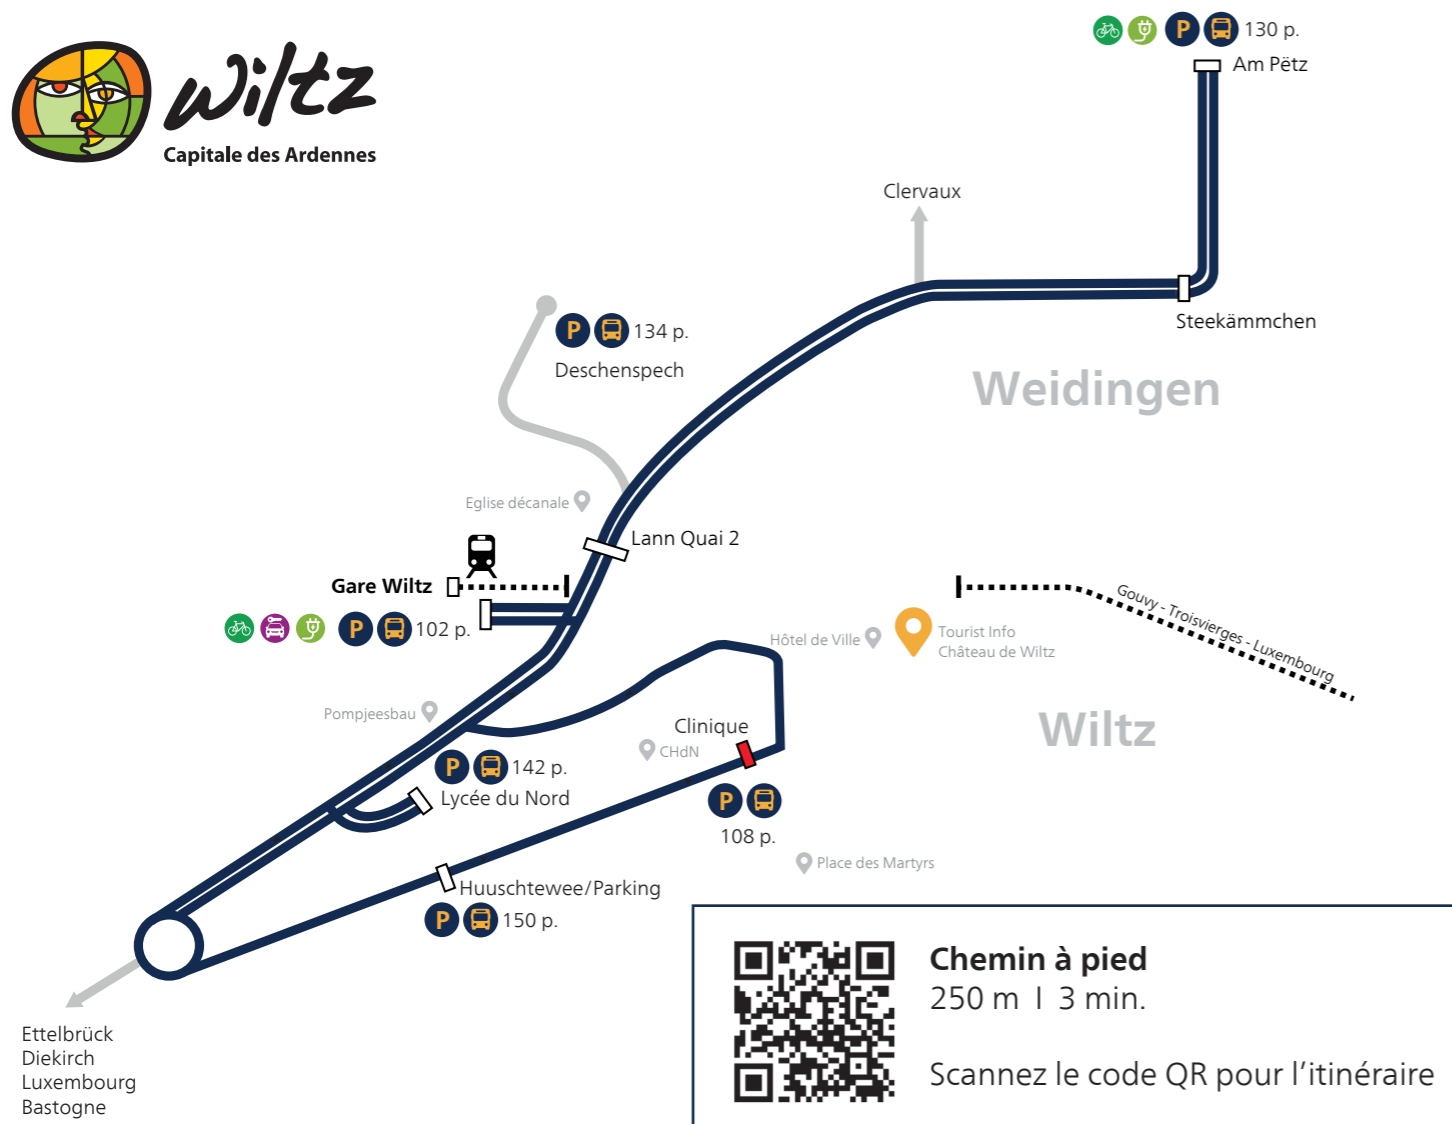 wiltz
Capitale des Ardennes
P 130 p.
Am Pëtz
Clervaux
Steekämmchen
P 134 p.
Deschenspech
Weidingen
Eglise décanale
Lann Quai 2
Gare Wiltz
P 102 p.
Gouvy - Troisvierges - Luxembourg
Hôtel de Ville
Tourist Info
Château de Wiltz
Pompjeesbau
Wiltz
Clinique
CHdN
P 142 p.
Lycée du Nord
P
108 p.
Place des Martyrs
Huuschtewee/Parking
P 150 p.
Ettelbrück
Diekirch
Luxembourg
Bastogne
Chemin à pied
250 m I 3 min.
Scannez le code QR pour l'itinéraire